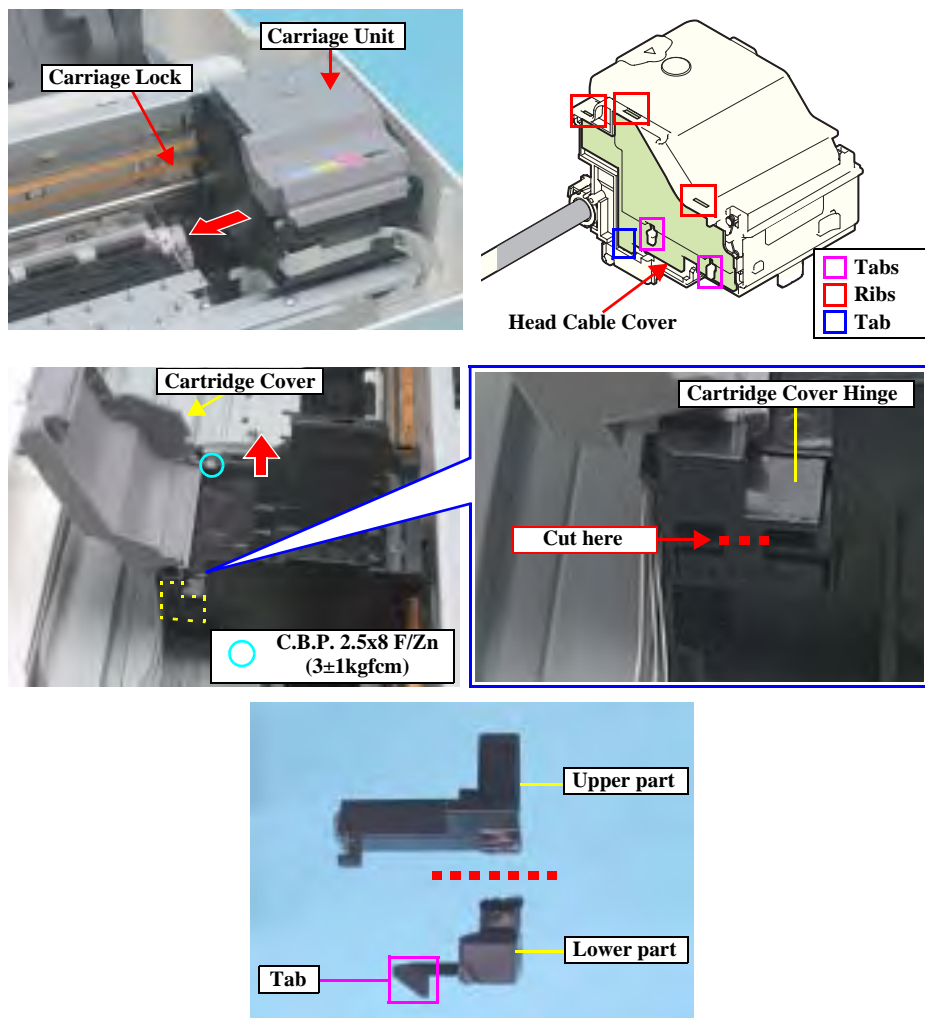 Carriage Unit
Carriage Lock
Tabs
Ribs
Tab
Head Cable Cover
Cartridge Cover
Cartridge Cover Hinge
Cut here
C.B.P. 2.5x8 F/Zn
(3±1kgfcm)
Upper part
Lower part
Tab